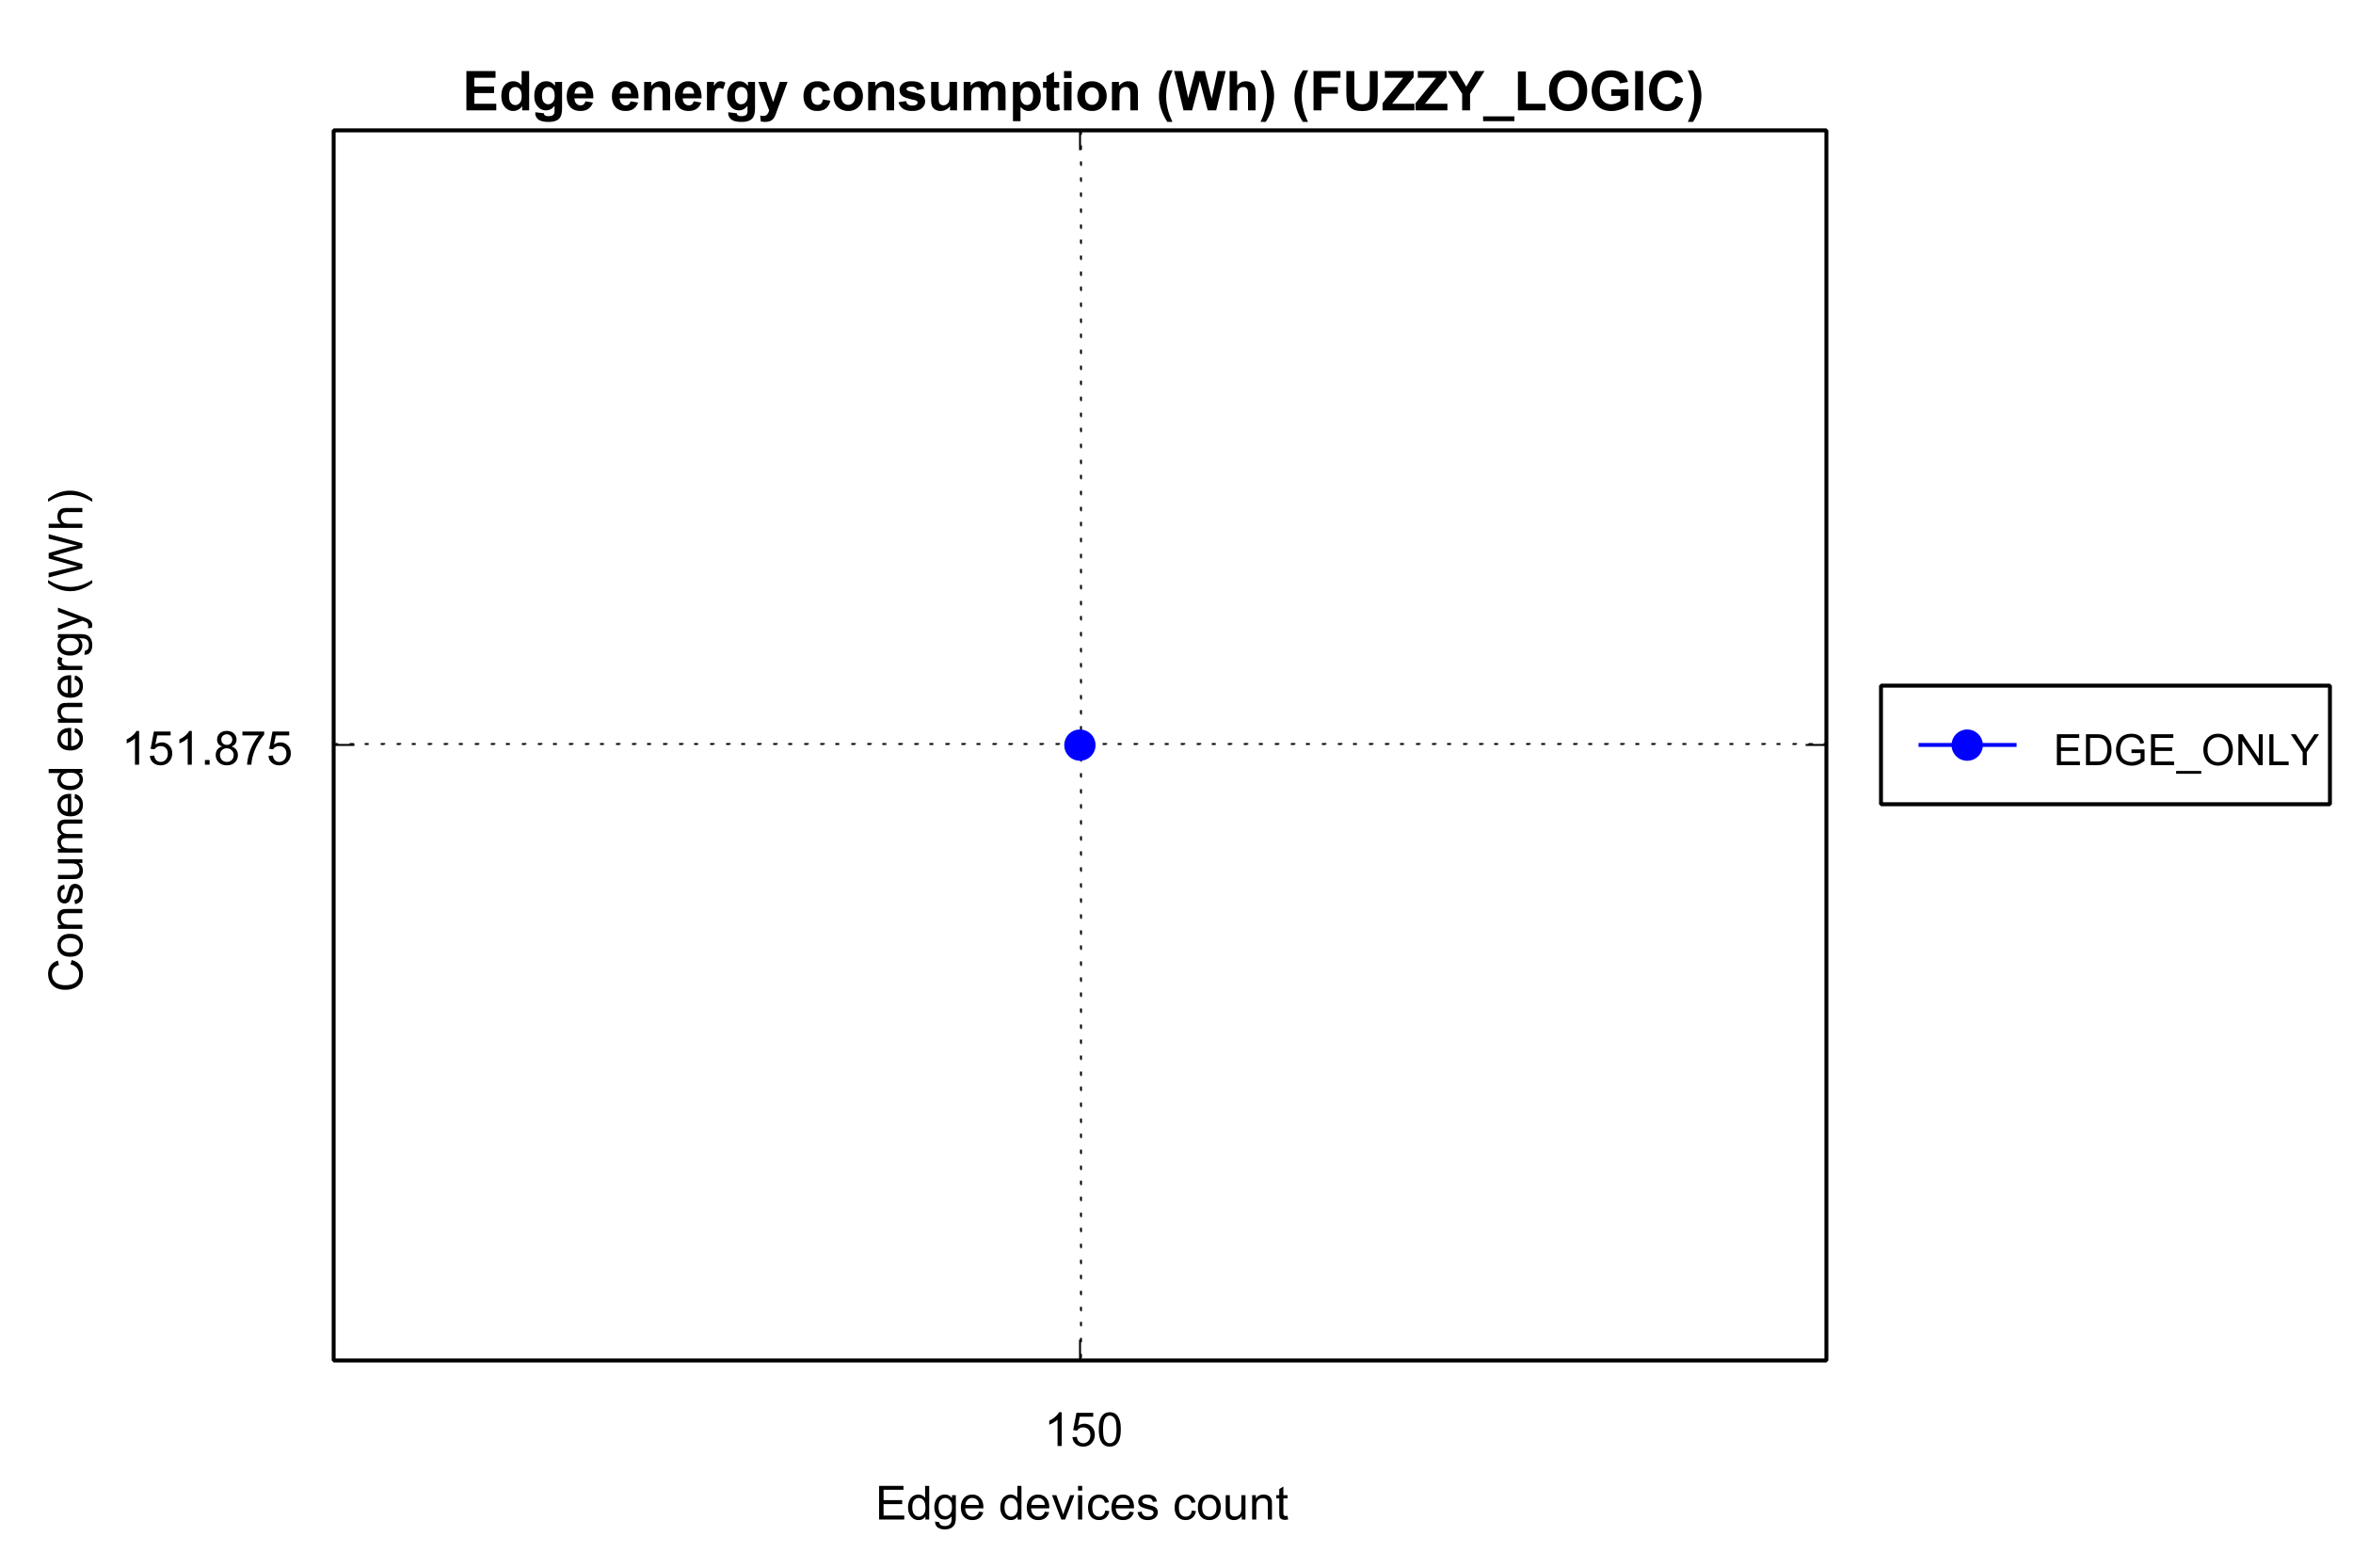 Edge energy consumption (Wh) (FUZZY_LOGIC)
Consumed energy (Wh)
151.875
EDGE_ONLY
150
Edge devices count